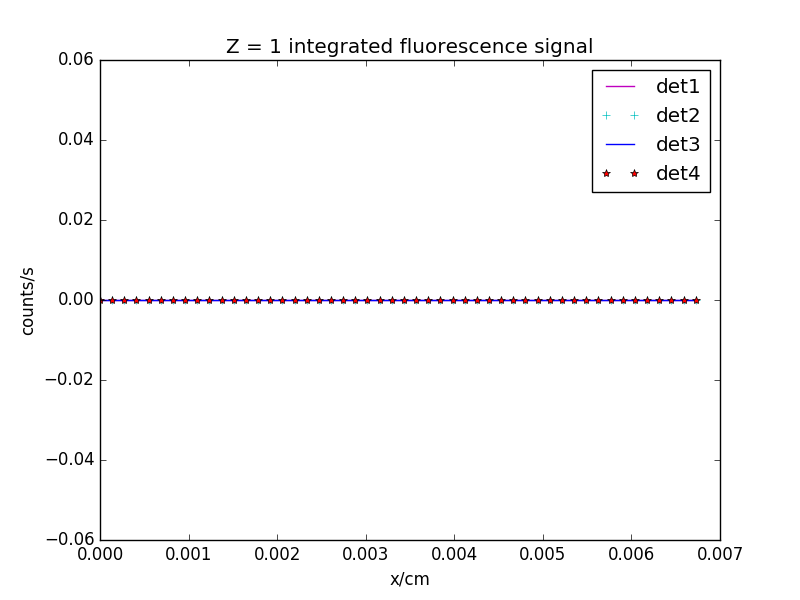 Z = 1 integrated fluorescence signal
0.06
0.04
0.02
0.00
−0.02
−0.04
−0.06
counts/s
det1
det2
det3
det4
0.000 0.001 0.002 0.003 0.004 0.005 0.006 0.007
x/cm